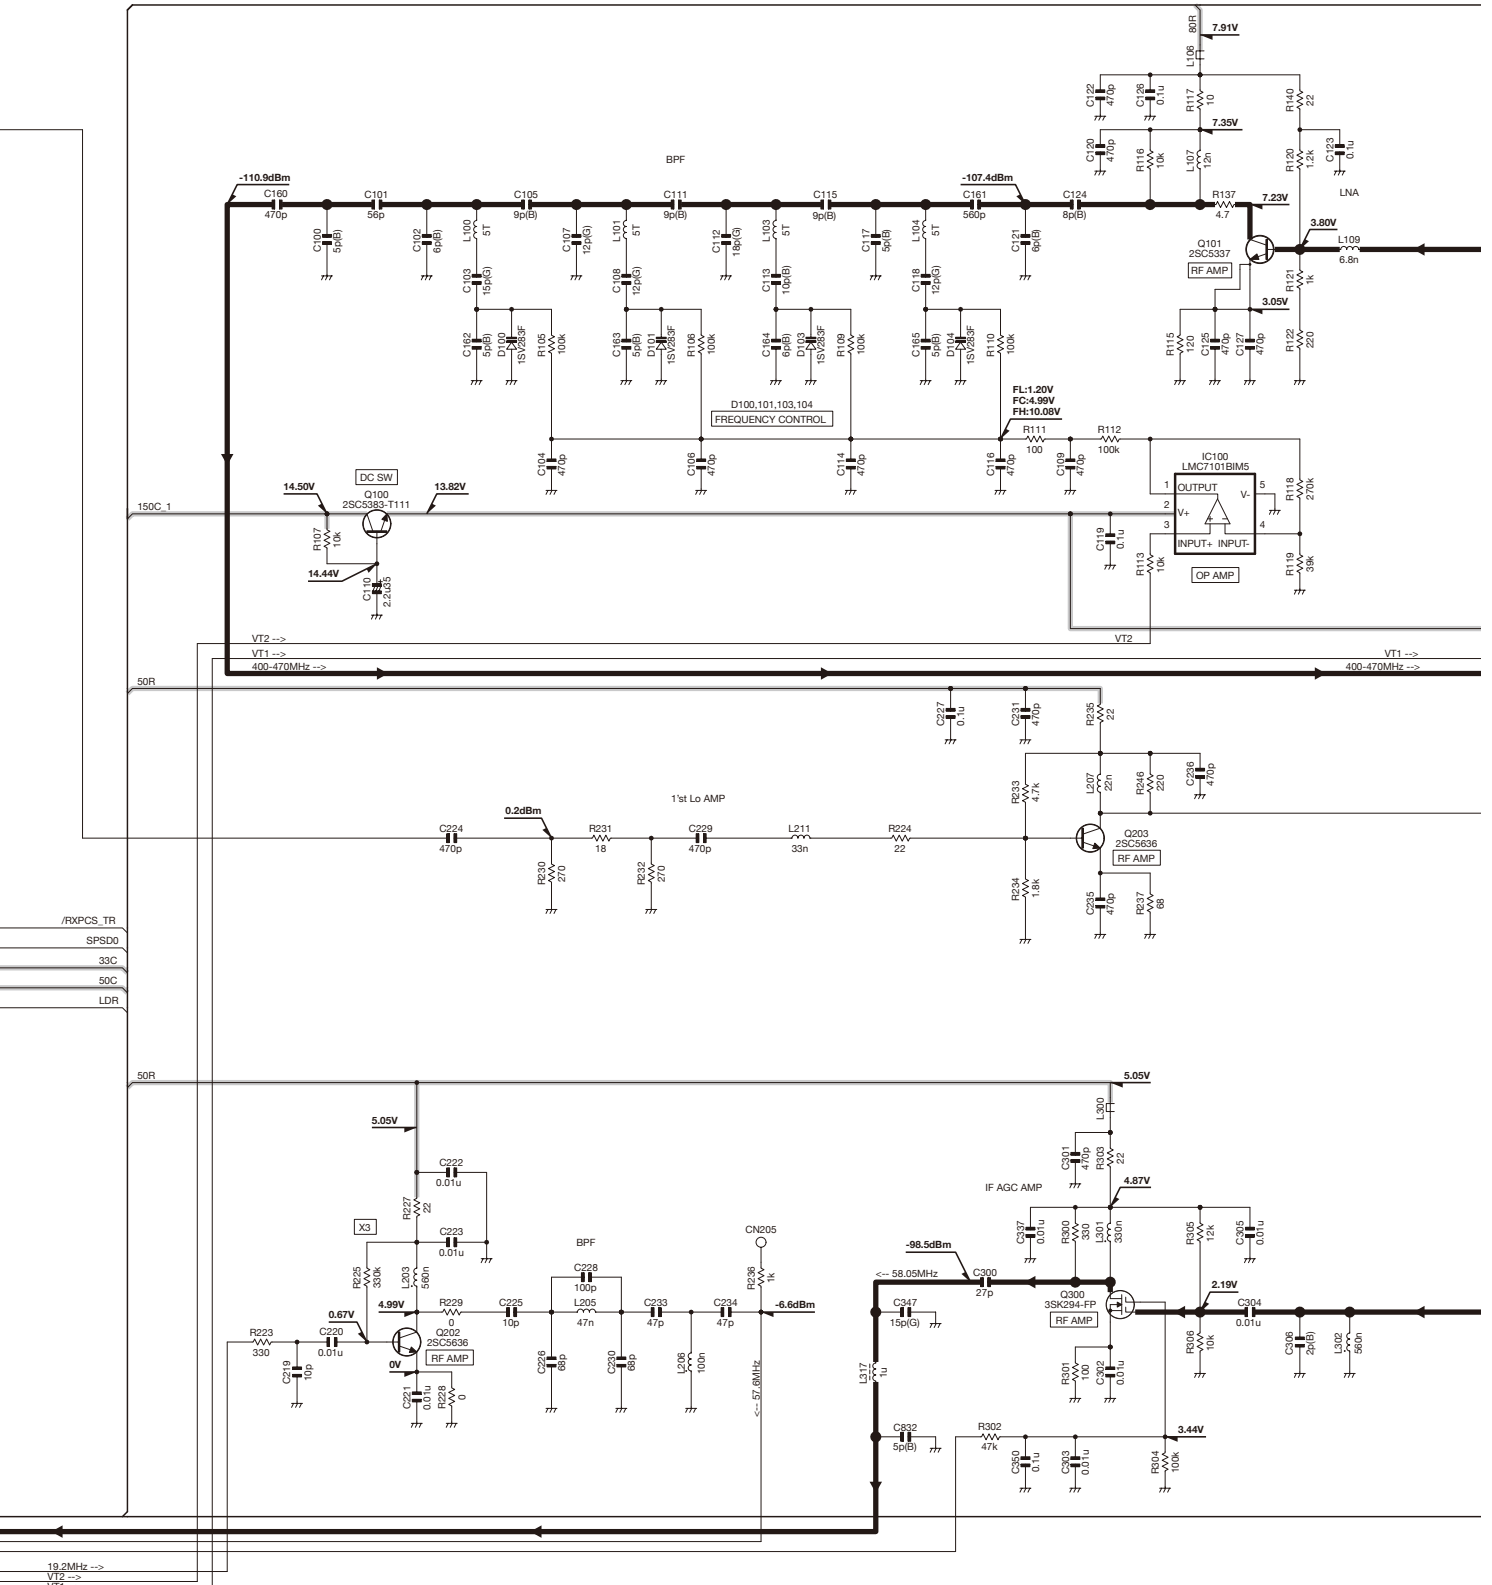 80R
7.91V
L106
C122
470p
C126
0.1u
R117
10
R140
22
7.35V
C120
470p
R116
10k
L107
12n
R120
1.2k
C123
0.1u
LNA
BPF
-110.9dBm
C160
470p
C101
56p
C105
9p(B)
C111
9p(B)
C115
9p(B)
-107.4dBm
C161
560p
C124
8p(B)
R137
4.7
7.23V
3.80V
L109
6.8n
C100
5p(B)
C102
6p(B)
L100
5T
C107
12p(G)
L101
5T
C112
18p(G)
L103
5T
C117
5p(B)
L104
5T
C121
6p(B)
Q101
2SC5337
RF AMP
R121
1k
C103
15p(G)
C108
12p(G)
C113
10p(B)
C118
12p(G)
3.05V
C162
5p(B)
D100
1SV283F
R105
100k
C163
5p(B)
D101
1SV283F
R106
100k
C164
6p(B)
D103
1SV283F
R109
100k
C165
5p(B)
D104
1SV283F
R110
100k
R115
120
C125
470p
C127
470p
R122
220
D100,101,103,104
FREQUENCY CONTROL
FL:1.20V
FC:4.99V
FH:10.08V
R111
100
R112
100k
C104
470p
C106
470p
C114
470p
C116
470p
C109
470p
IC100
LMC7101BIM5
1
OUTPUT
5
V-
2
V+
3
INPUT+
INPUT-
4
R118
270k
DC SW
14.50V
Q100
2SC5383-T111
13.82V
150C_1
R107
10k
14.44V
C110
2.2u35
C119
0.1u
R113
10k
R119
39k
OP AMP
VT2 -->
VT2
VT1 -->
VT1 -->
400-470MHz -->
400-470MHz -->
50R
C227
0.1u
C231
470p
R235
22
R233
4.7k
L207
22n
R246
220
C236
470p
1'st Lo AMP
0.2dBm
C224
470p
R231
18
C229
470p
L211
33n
R224
22
Q203
2SC5636
RF AMP
R230
270
R232
270
R234
1.8k
C235
470p
R237
68
/RXPCS_TR
SPSD0
33C
50C
LDR
50R
5.05V
5.05V
L300
C222
0.01u
C301
470p
R303
22
IF AGC AMP
4.87V
R227
22
X3
C223
0.01u
BPF
CN205
C337
0.01u
R300
330
L301
330n
R305
12k
C305
0.01u
-98.5dBm
R225
330k
L203
560n
C228
100p
R236
1k
<-- 58.05MHz
C300
27p
2.19V
4.99V
R229
0
C225
10p
L205
47n
C233
47p
C234
47p
-6.6dBm
C347
15p(G)
Q300
3SK294-FP
RF AMP
C304
0.01u
0.67V
R223
330
C220
0.01u
Q202
2SC5636
RF AMP
0V
C219
10p
C221
0.01u
R228
0
C226
68p
C230
68p
L206
100n
<-- 57.6MHz
L317
1u
R301
100
C302
0.01u
R306
10k
C306
2p(B)
L302
560n
C832
5p(B)
R302
47k
3.44V
C350
0.1u
C303
0.01u
R304
100k
19.2MHz -->
VT2 -->